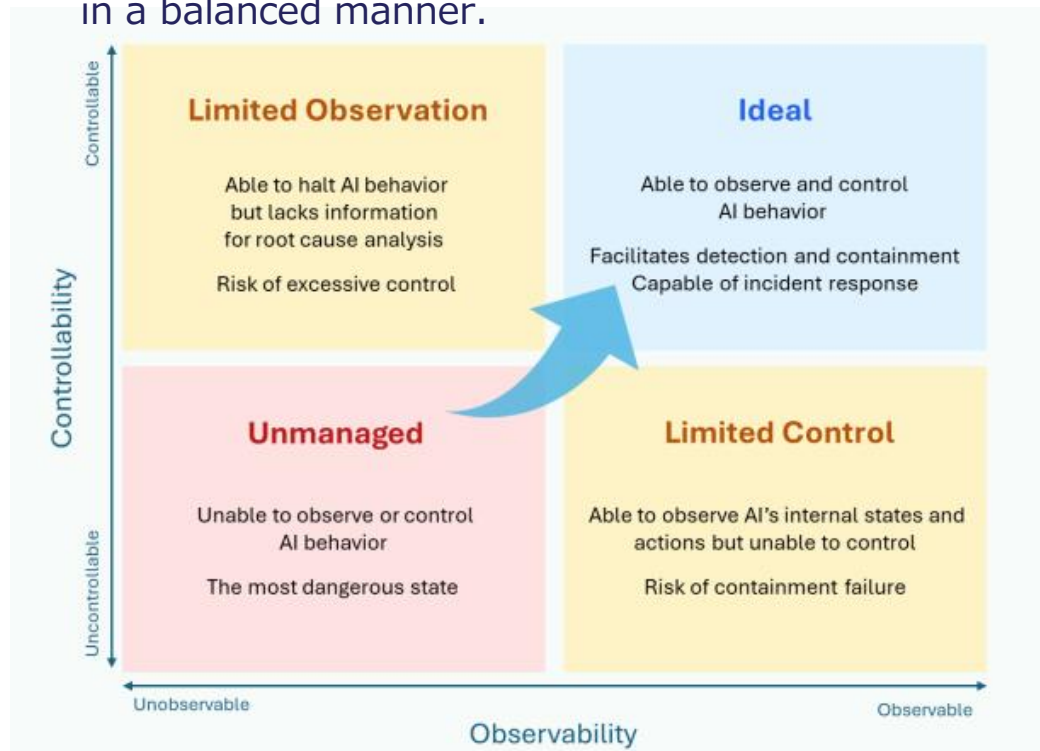 in a balanced manner.
Controllable
Limited Observation
Able to halt AI behavior
but lacks information
for root cause analysis
Risk of excessive control
Ideal
Able to observe and control
AI behavior
Facilitates detection and containment
Capable of incident response
Controllability
Unmanaged
Unable to observe or control
AI behavior
The most dangerous state
Limited Control
Able to observe AI's internal states and
actions but unable to control
Risk of containment failure
Uncontrollable
Unobservable
Observable
Observability